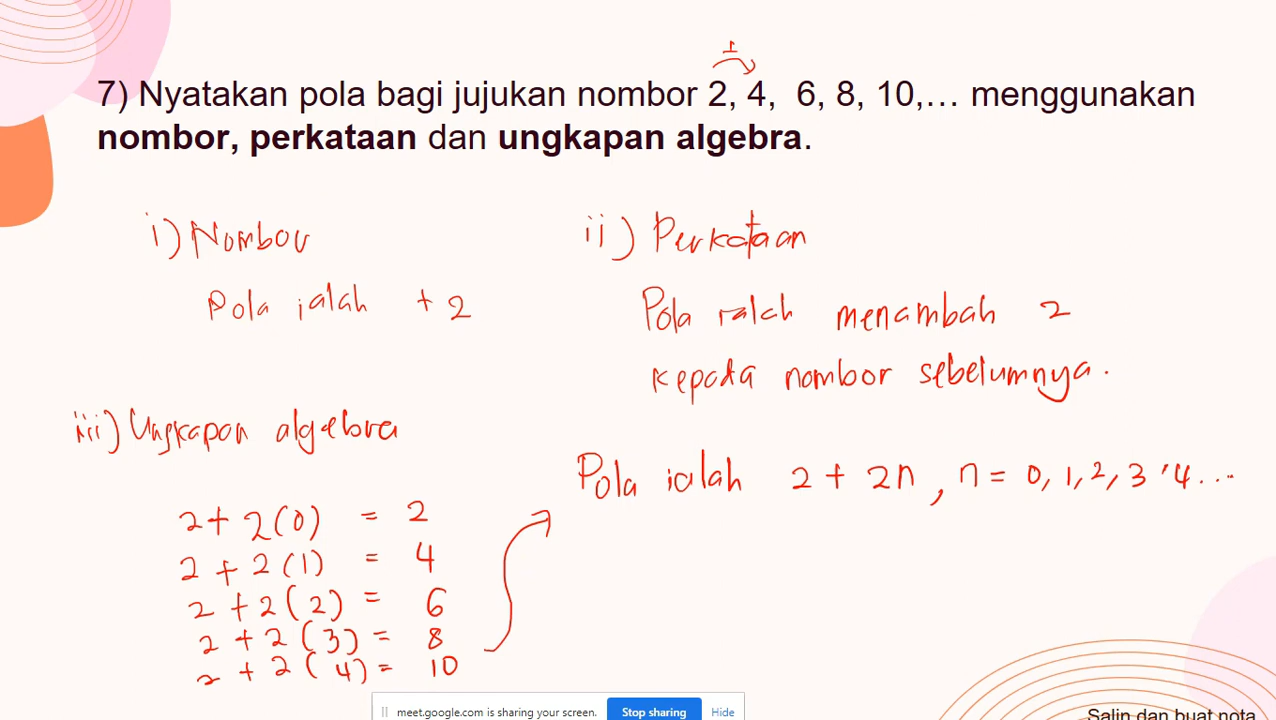 1
7) Nyatakan pola bagi jujukan nombor 2, 4, 6, 8, 10,… menggunakan
nombor, perkataan dan ungkapan algebra.
i) Nombor
Pola ialah + 2
ii) Perkataan
Pola ialah menambah 2
kepada nombor sebelumnya.
iii) Ungkapan algebra
2 + 2(0) = 2
2 + 2(1) = 4
2 + 2(2) = 6
2 + 2(3) = 8
2 + 2(4) = 10
Pola ialah 2 + 2n, n = 0, 1, 2, 3, 4...
meet.google.com is sharing your screen. Stop sharing Hide
Salin dan buat nota